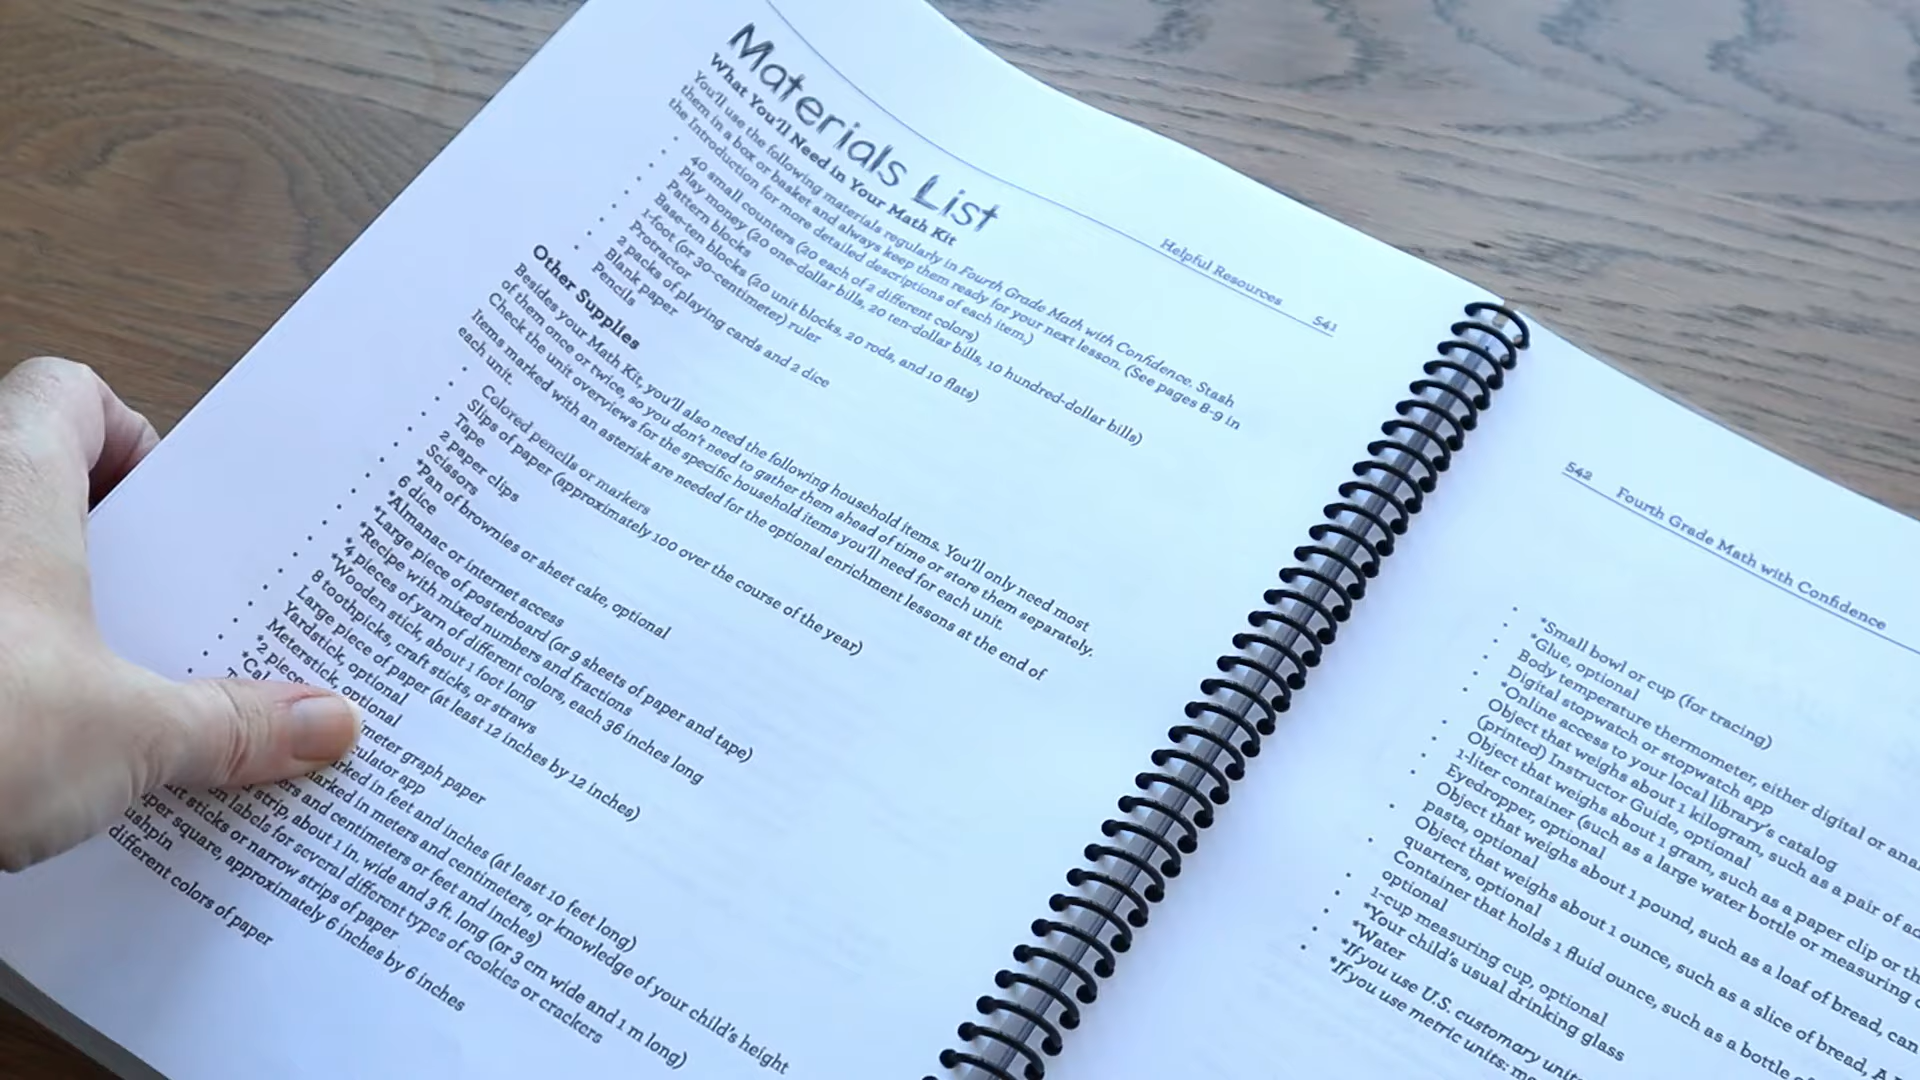 Helpful Resources 541
Materials List
What You'll Need in Your Math Kit
You'll use the following materials regularly in Fourth Grade Math with Confidence. Stash
them in a box or basket and always keep them ready for your next lesson. (See pages 8-9 in
the Introduction for more detailed descriptions of each item.)
• 40 small counters (20 each of 2 different colors)
• Play money (20 one-dollar bills, 20 ten-dollar bills, 10 hundred-dollar bills)
• Pattern blocks
• Base-ten blocks (20 unit blocks, 20 rods, and 10 flats)
• 1-foot (or 30-centimeter) ruler
• Protractor
• 2 packs of playing cards and 2 dice
• Blank paper
• Pencils
Other Supplies
Besides your Math Kit, you'll also need the following household items. You'll only need most
of them once or twice, so you don't need to gather them ahead of time or store them separately.
Check the unit overviews for the specific household items you'll need for each unit.
Items marked with an asterisk are needed for the optional enrichment lessons at the end of
each unit.
• Colored pencils or markers
• Slips of paper (approximately 100 over the course of the year)
• Tape
• 2 paper clips
• Scissors
• *Pan of brownies or sheet cake, optional
• 6 dice
• *Almanac or internet access
• *Large piece of posterboard (or 9 sheets of paper and tape)
• *Recipe with mixed numbers and fractions
• *4 pieces of yarn of different colors, each 36 inches long
• *Wooden stick, about 1 foot long
• 8 toothpicks, craft sticks, or straws
• Large piece of paper (at least 12 inches by 12 inches)
• Yardstick, optional
• Meterstick, optional
• *2 pieces
meter graph paper
*Cal
culator app
arked in feet and inches (at least 10 feet long)
marked in meters and centimeters, or knowledge of your child's height
ers and centimeters or feet and inches)
strip, about 1 in. wide and 3 ft. long (or 3 cm wide and 1 m long)
on labels for several different types of cookies or crackers
sticks or narrow strips of paper
square, approximately 6 inches by 6 inches
ushpin
different colors of paper
542 Fourth Grade Math with Confidence
• *Small bowl or cup (for tracing)
• *Glue, optional
• Body temperature thermometer, either digital or
• Digital stopwatch or stopwatch app
• *Online access to your local library's catalog
• Object that weighs about 1 kilogram, such as a pair of
(printed) Instructor Guide, optional
• Object that weighs about 1 gram, such as a paper clip or
• 1-liter container (such as a large water bottle or measuring
• Eyedropper, optional
• Object that weighs about 1 pound, such as a loaf of bread, can
pasta, optional
• Object that weighs about 1 ounce, such as a slice of bread,
quarters, optional
• Container that holds 1 fluid ounce, such as a bottle
optional
• 1-cup measuring cup, optional
• *Your child's usual drinking glass
• *Water
• *If you use U.S. customary
• *If you use metric units: